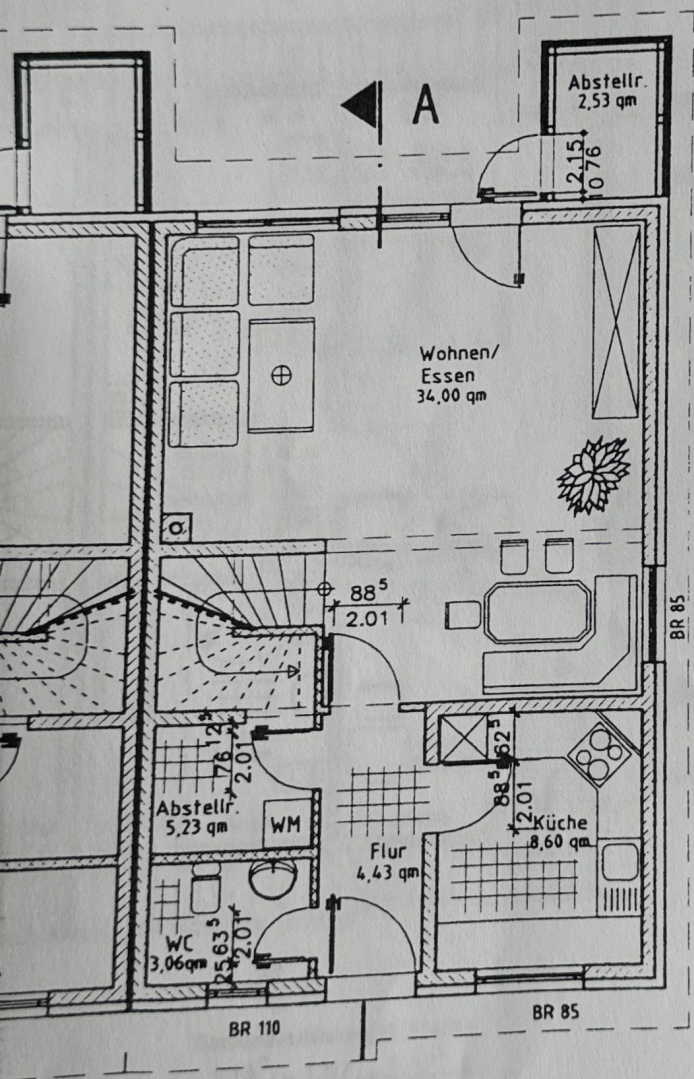 A
Abstellr.
2,53 qm
2.15
0.76
Wohnen/
Essen
34,00 qm
88⁵
2.01
BR 85
12⁵
76
2.01
62⁵
88⁵
2.01
Abstellr.
5,23 qm
WM
Küche
8,60 qm
Flur
4,43 qm
WC
3,06qm
25
63⁵
2.01
BR 110
BR 85